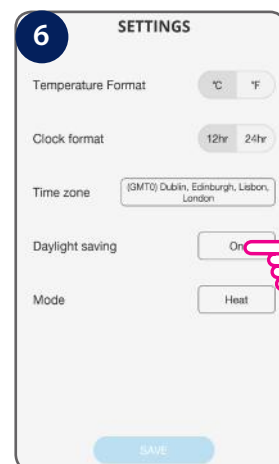 6
SETTINGS
Temperature Format °C °F
Clock format 12hr 24hr
Time zone (GMT0) Dublin, Edinburgh, Lisbon,
London
Daylight saving On
Mode Heat
SAVE